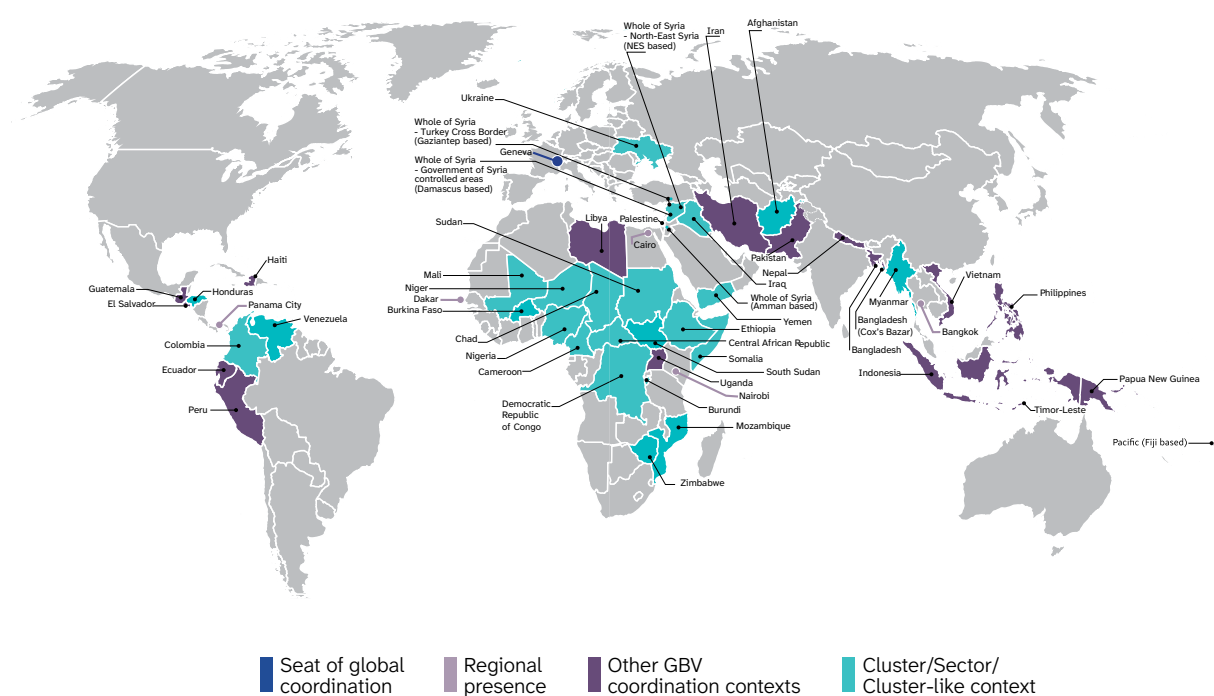 Whole of Syria
- North-East Syria
(NES based)
Iran
Afghanistan
Ukraine
Whole of Syria
- Turkey Cross Border
(Gaziantep based)
Geneva
Whole of Syria
- Government of Syria
controlled areas
(Damascus based)
Sudan
Libya
Palestine
Cairo
Pakistan
Nepal
Iraq
Haiti
Guatemala
Honduras
El Salvador
Panama City
Venezuela
Colombia
Ecuador
Peru
Mali
Niger
Dakar
Burkina Faso
Chad
Nigeria
Cameroon
Democratic
Republic
of Congo
Whole of Syria
(Amman based)
Yemen
Ethiopia
Central African Republic
Somalia
South Sudan
Uganda
Nairobi
Burundi
Mozambique
Zimbabwe
Myanmar
Bangladesh
(Cox's Bazar)
Bangladesh
Bangkok
Vietnam
Philippines
Indonesia
Papua New Guinea
Timor-Leste
Pacific (Fiji based)
Seat of global
coordination
Regional
presence
Other GBV
coordination contexts
Cluster/Sector/
Cluster-like context